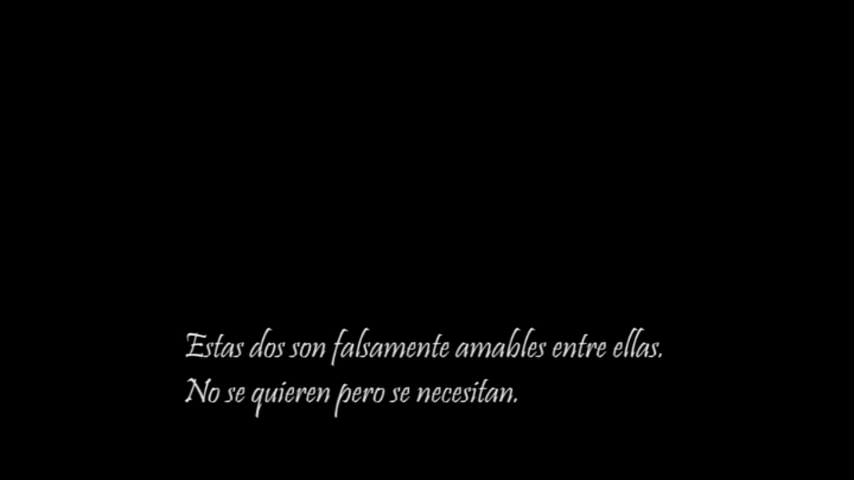 Estas dos son falsamente amables entre ellas.
No se quieren pero se necesitan.